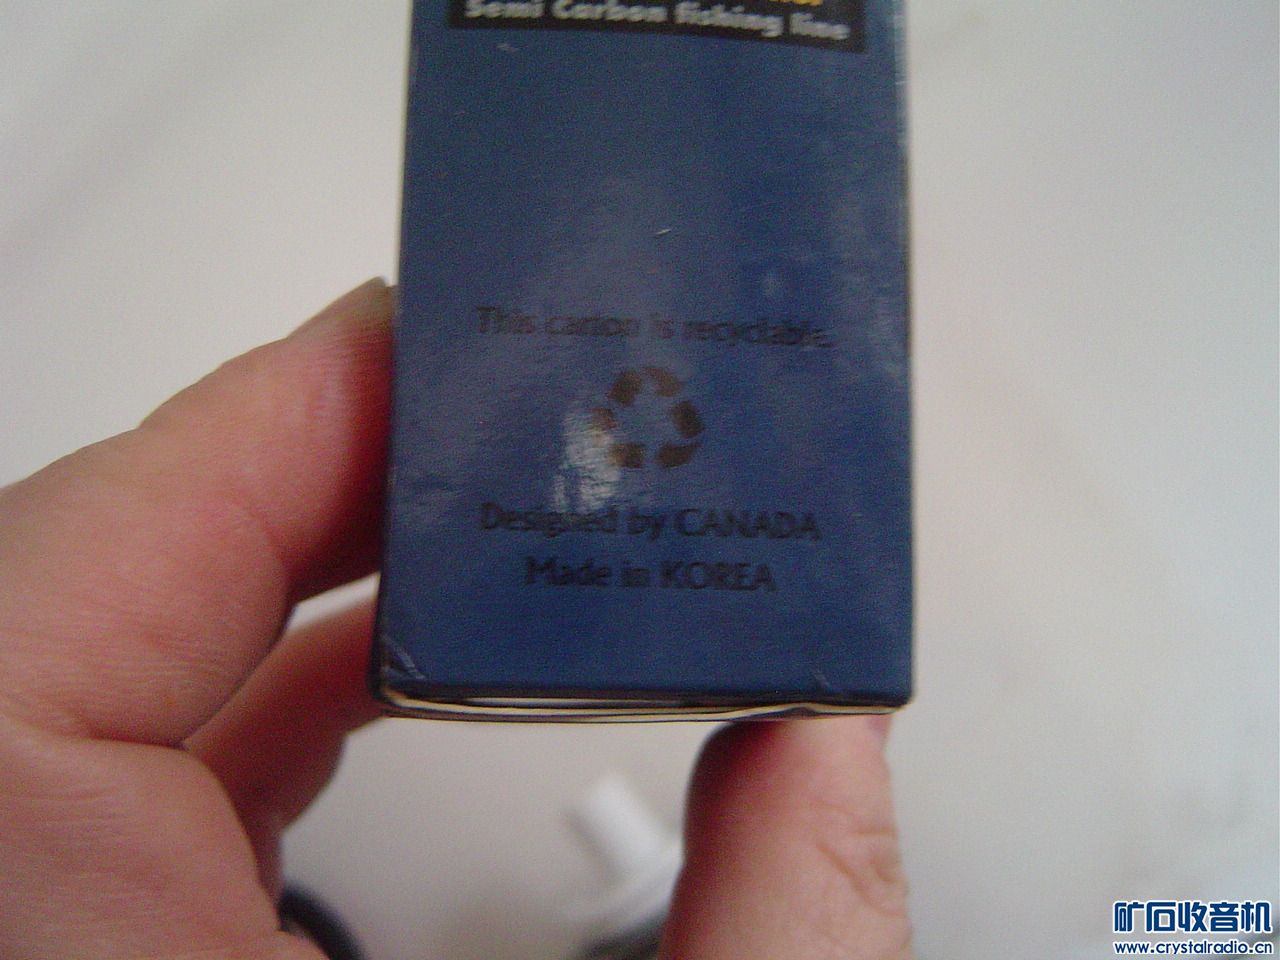 Semi Carbon fishing line
This carton is recyclable.
Designed by CANADA
Made in KOREA
矿石收音机
www.crystalradio.cn